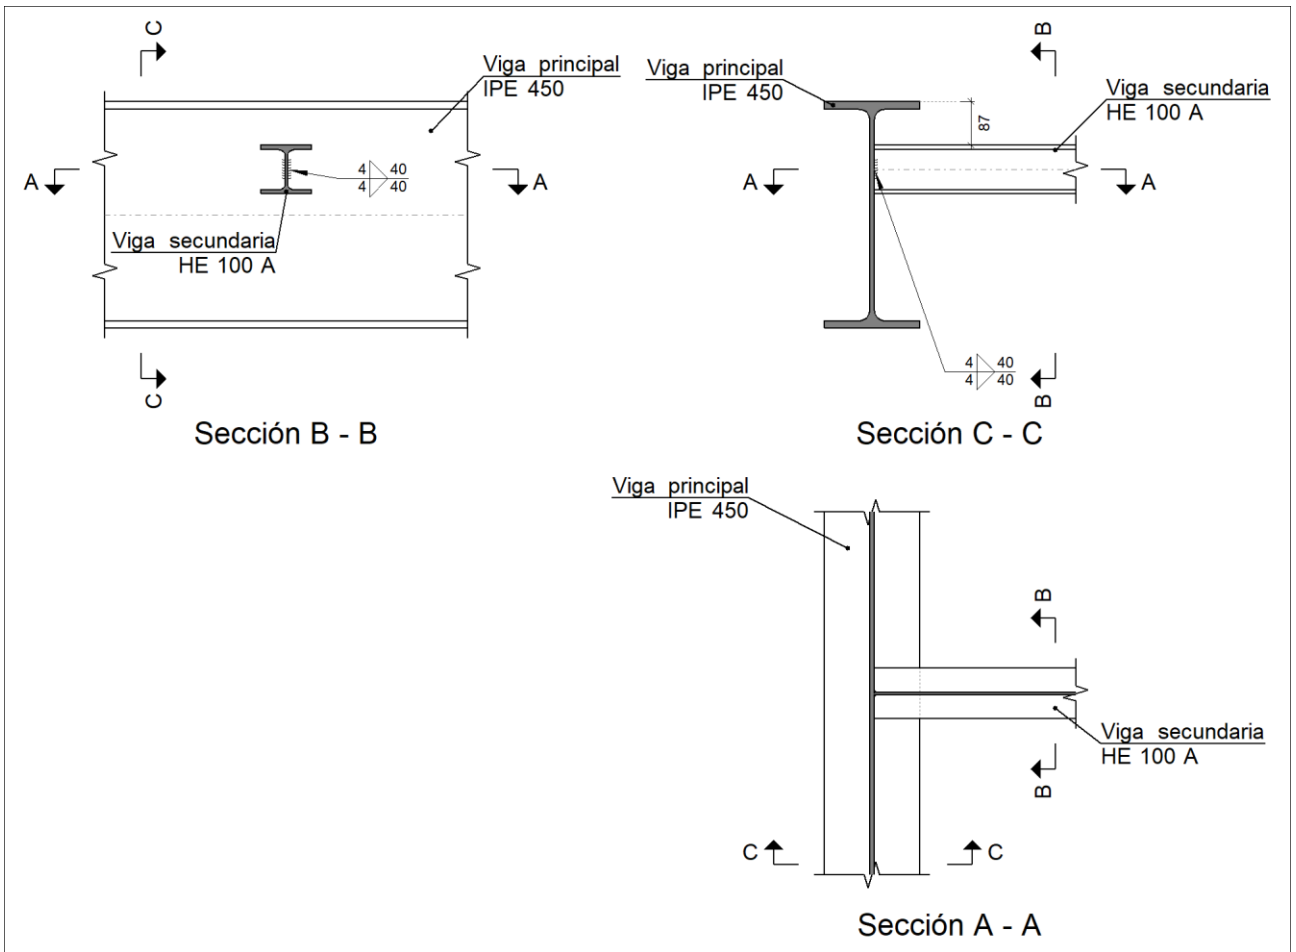 C
Viga principal
IPE 450
A
A
4 40
4 40
Viga secundaria
HE 100 A
C
Sección B - B
B
Viga principal
IPE 450
87
Viga secundaria
HE 100 A
A
A
4 40
4 40
B
Sección C - C
Viga principal
IPE 450
B
Viga secundaria
HE 100 A
B
C
C
Sección A - A